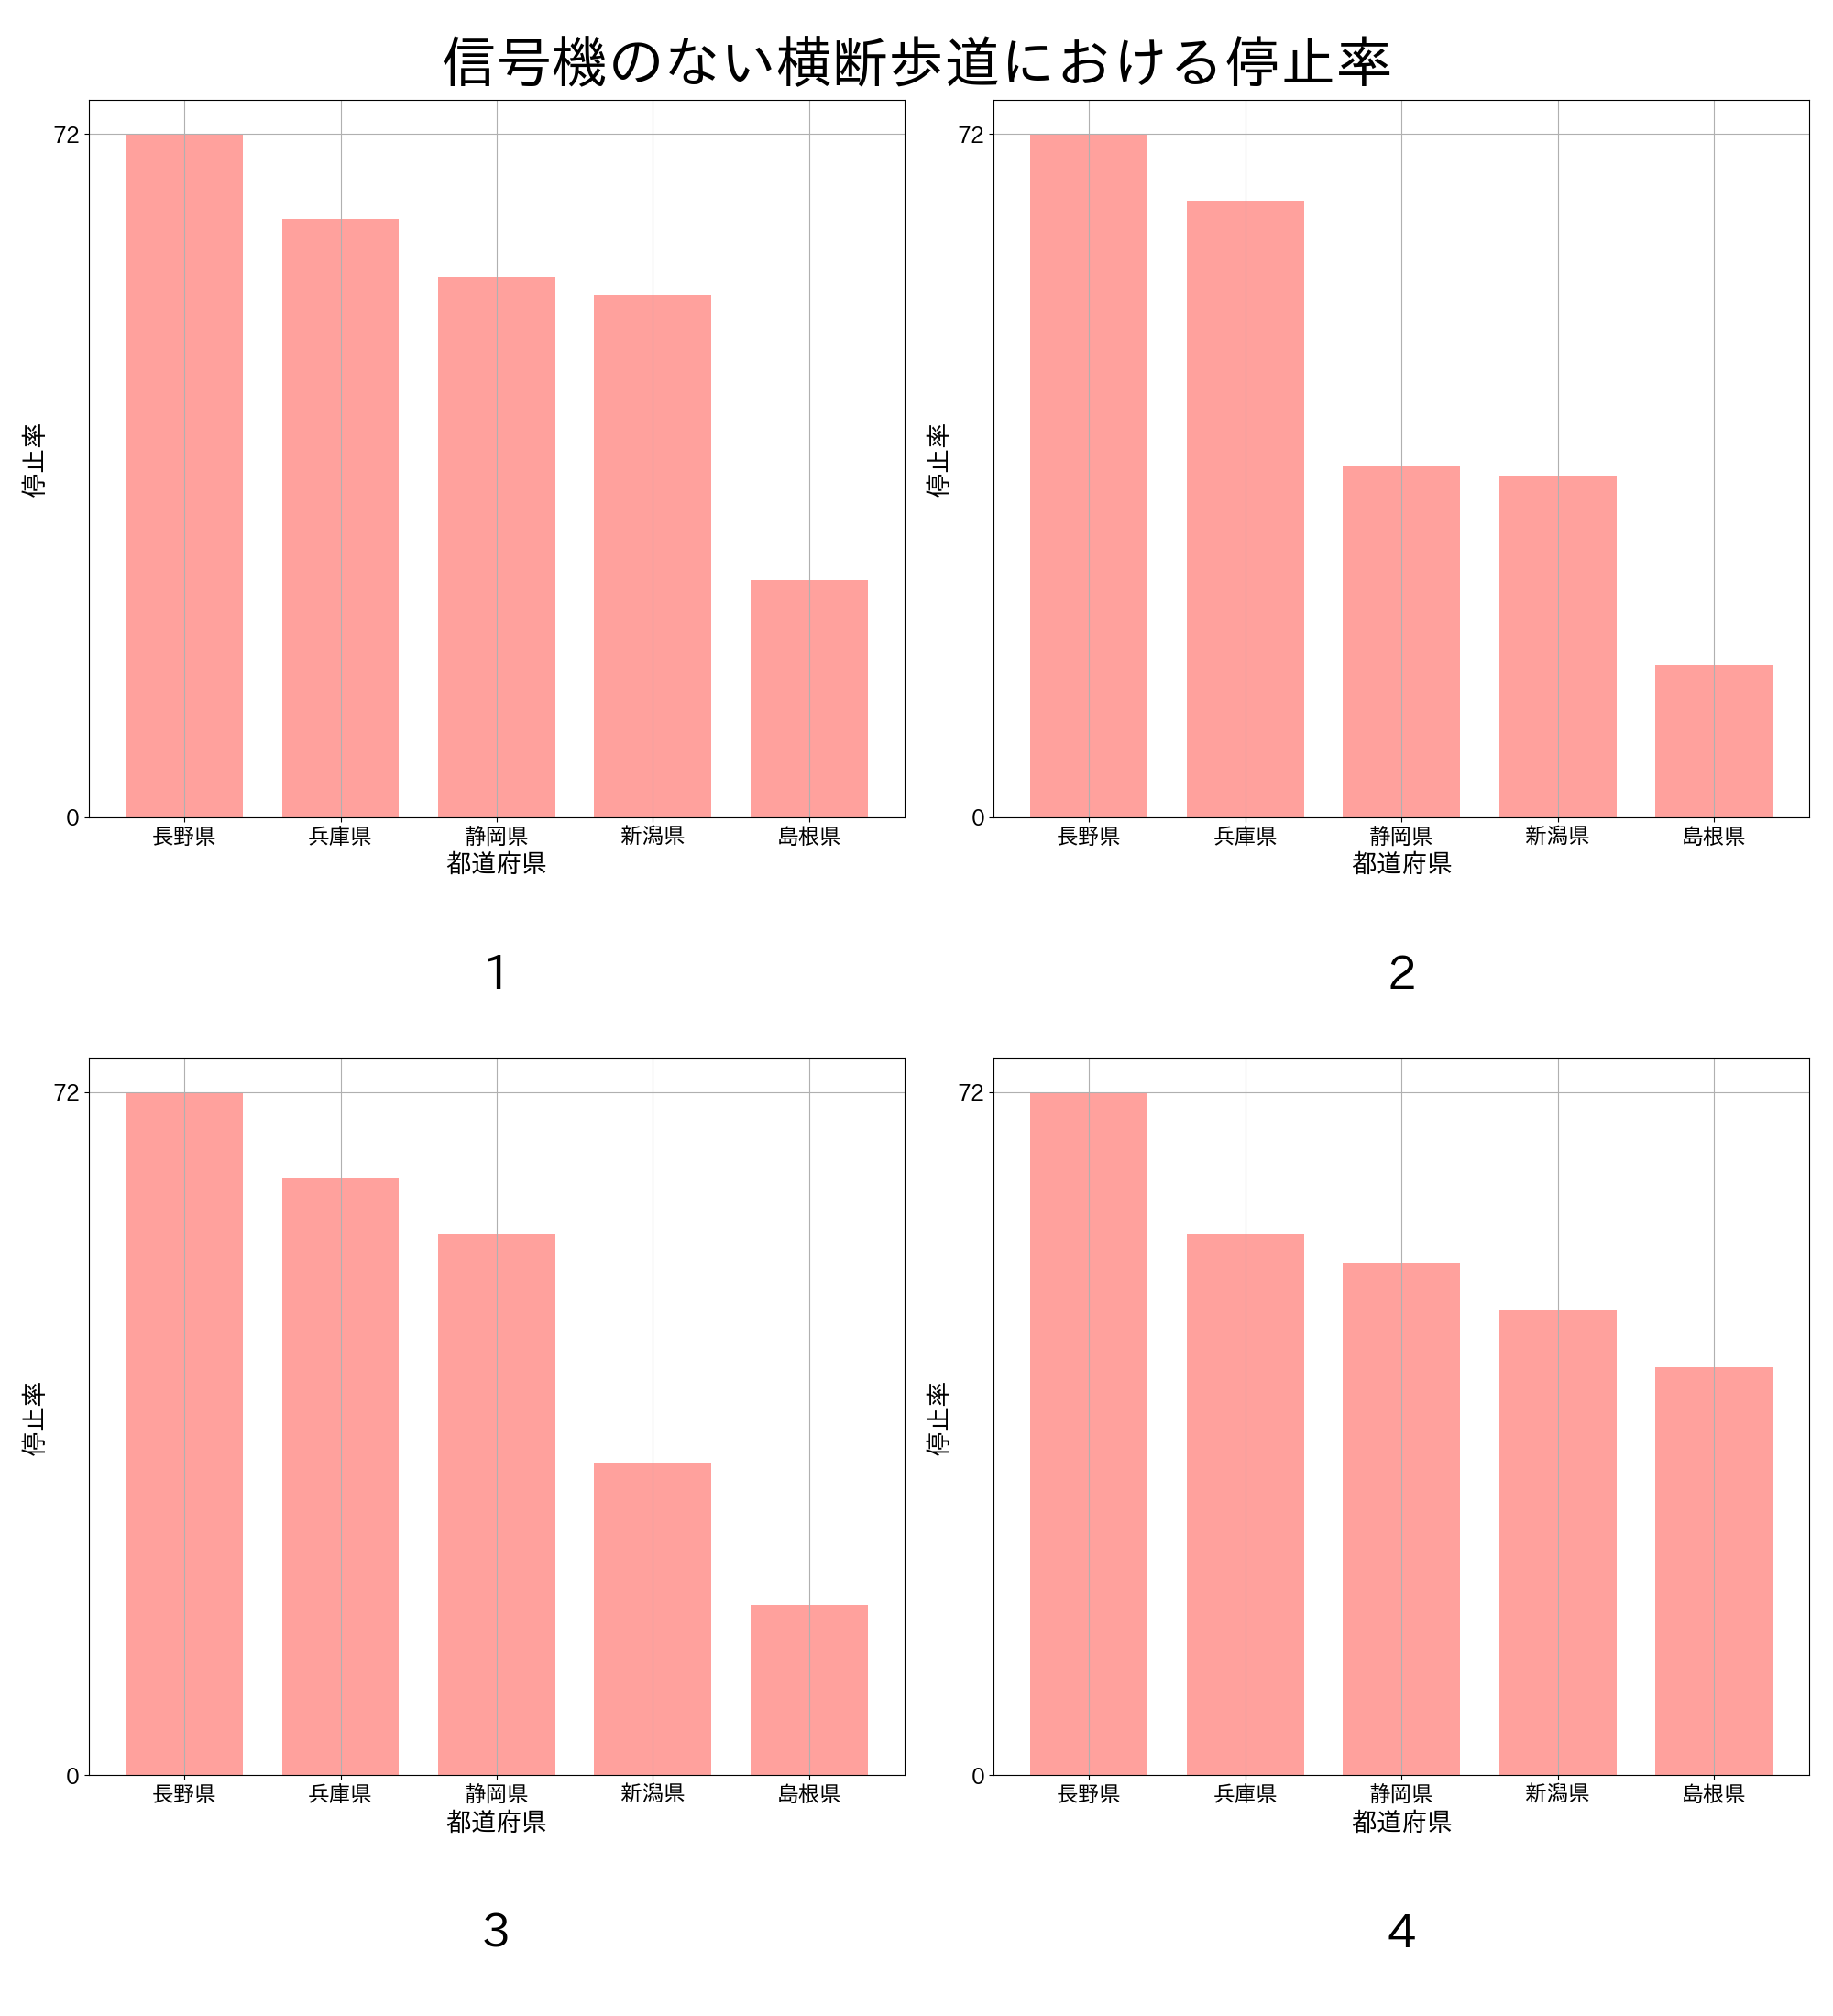 信号機のない横断歩道における停止率
72
停止率
0
長野県 兵庫県 静岡県 新潟県 島根県
都道府県
1
72
停止率
0
長野県 兵庫県 静岡県 新潟県 島根県
都道府県
2
72
停止率
0
長野県 兵庫県 静岡県 新潟県 島根県
都道府県
3
72
停止率
0
長野県 兵庫県 静岡県 新潟県 島根県
都道府県
4